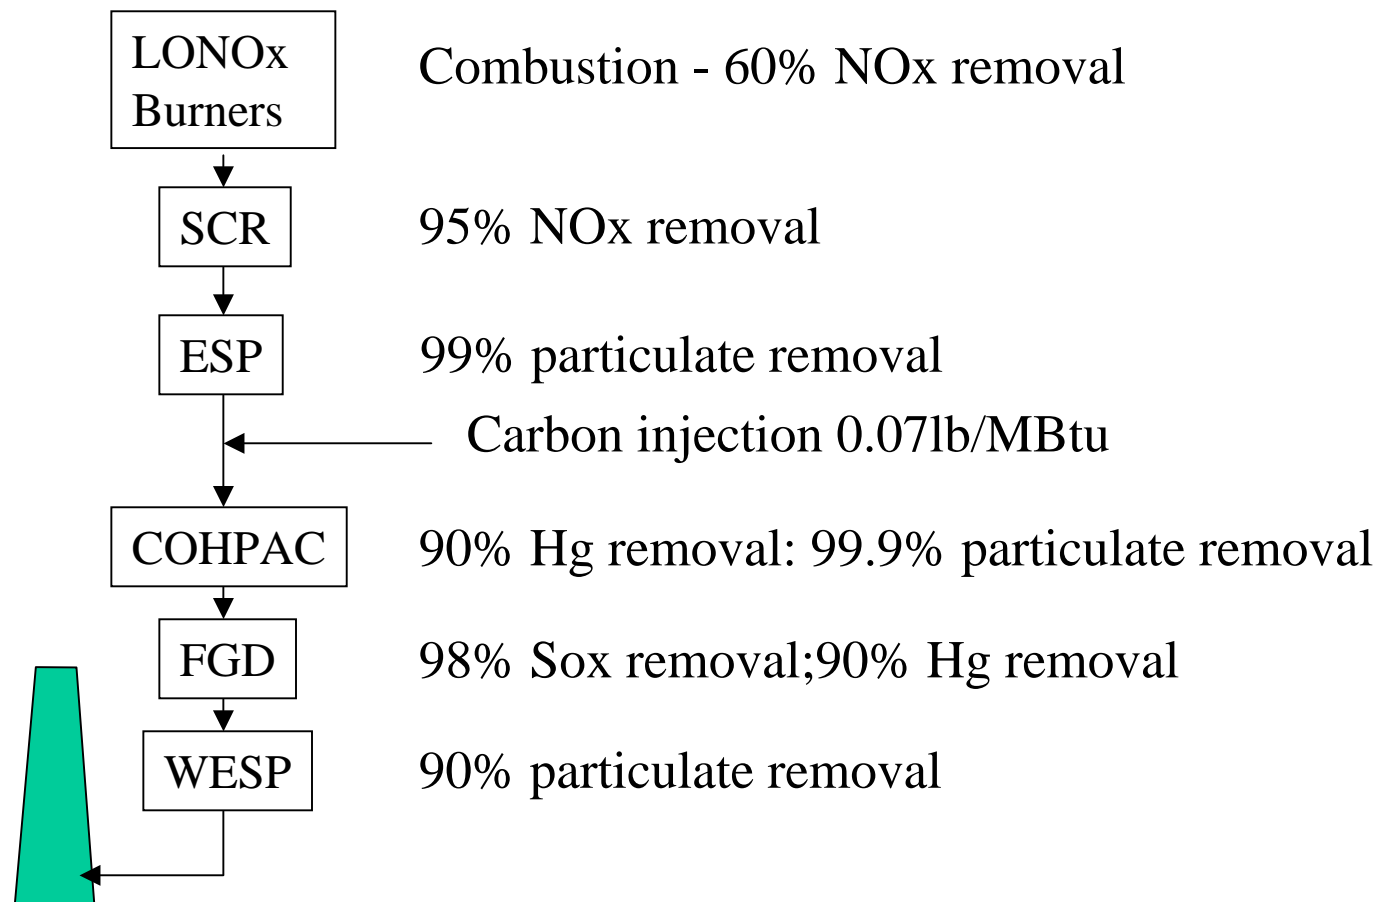 LONOx
Burners
Combustion - 60% NOx removal
SCR
95% NOx removal
ESP
99% particulate removal
Carbon injection 0.07lb/MBtu
COHPAC
90% Hg removal: 99.9% particulate removal
FGD
98% Sox removal;90% Hg removal
WESP
90% particulate removal